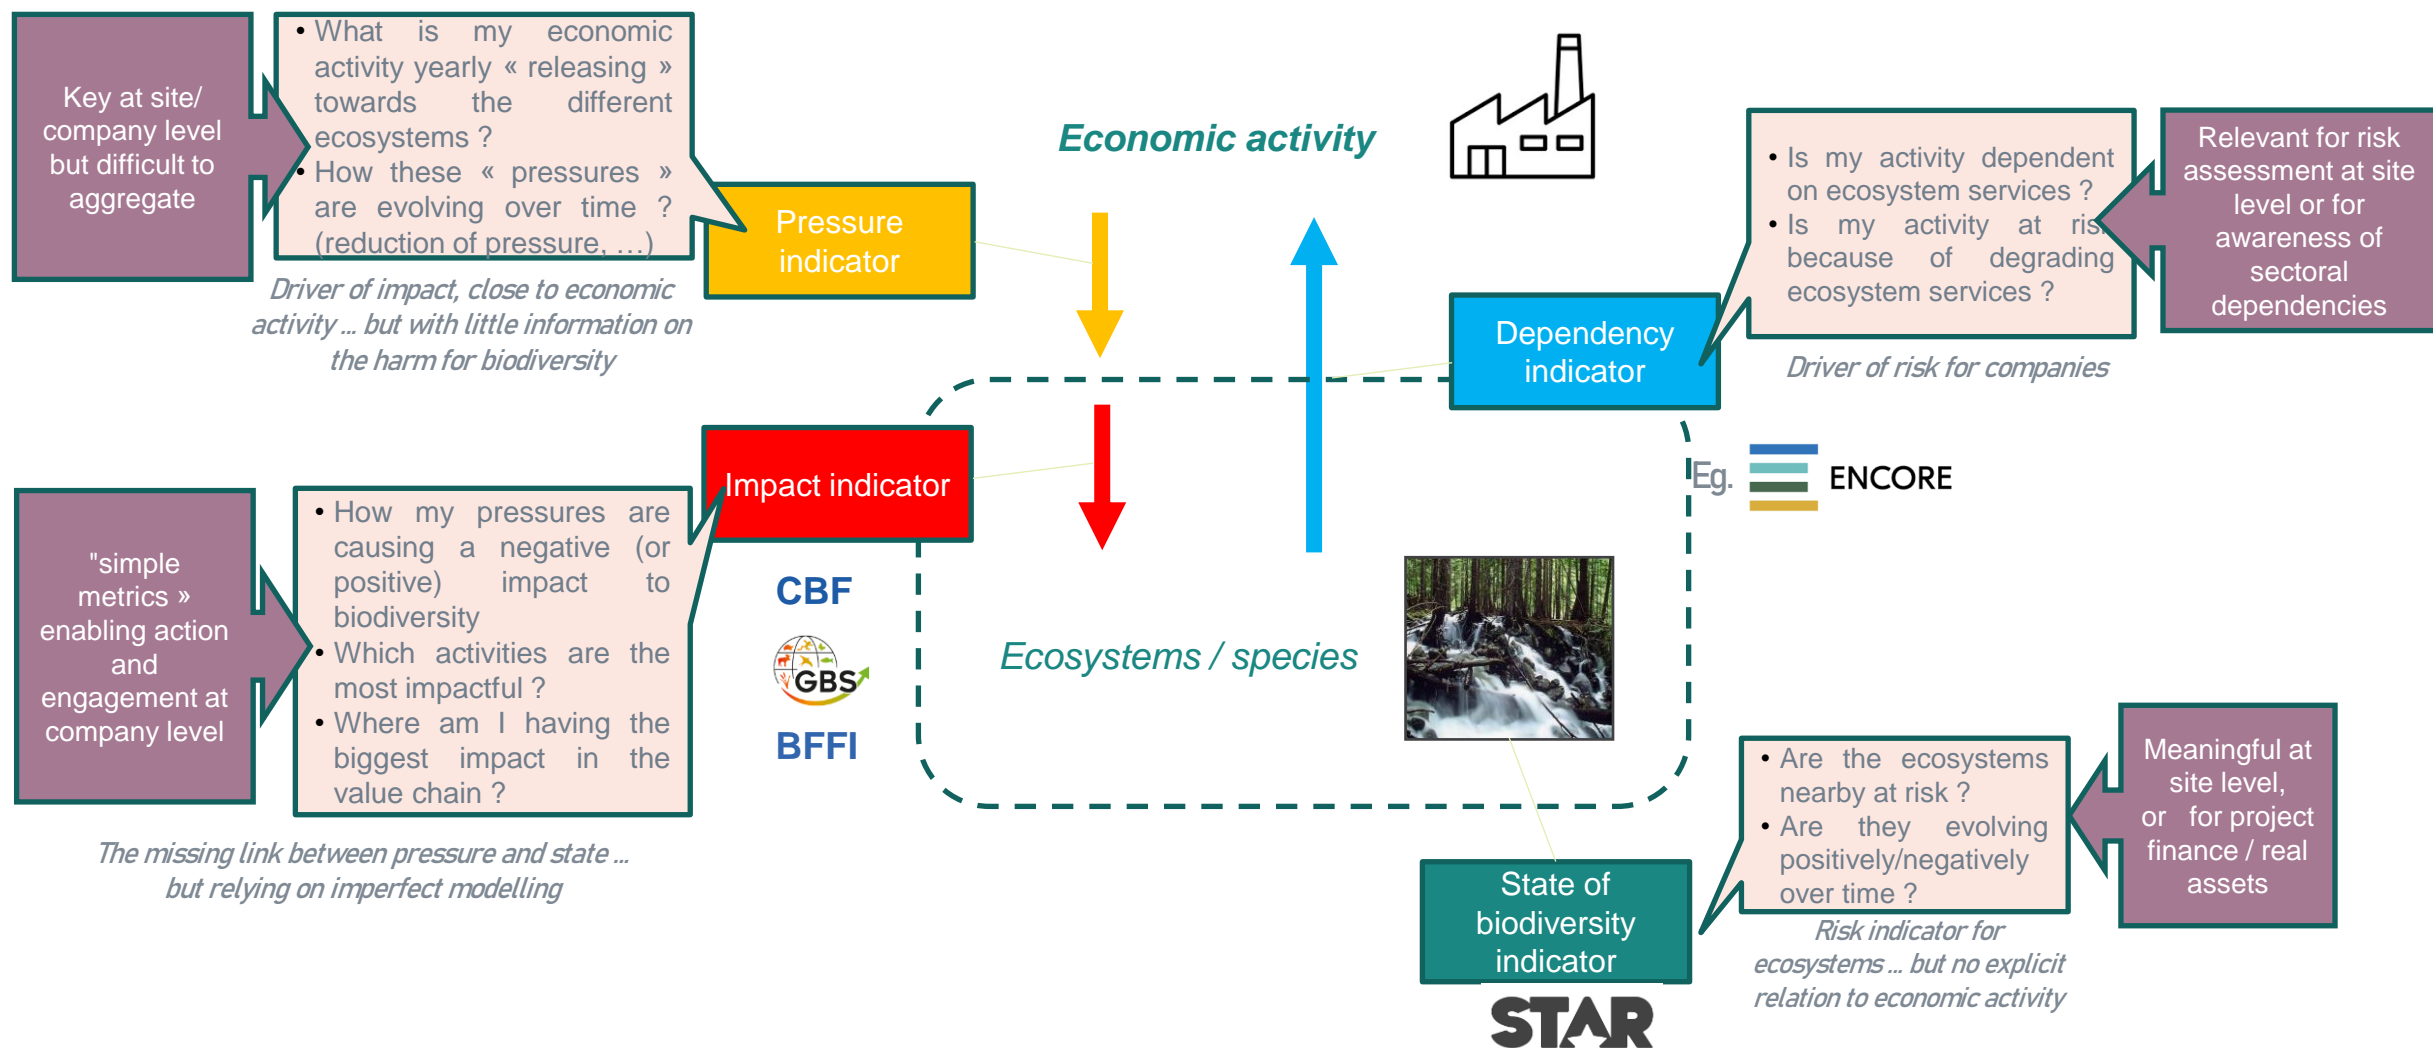 Key at site/
company level
but difficult to
aggregate
• What is my economic
activity yearly « releasing »
towards the different
ecosystems ?
• How these « pressures »
are evolving over time ?
(reduction of pressure, …)
Driver of impact, close to economic
activity ... but with little information on
the harm for biodiversity
Pressure
indicator
Economic activity
• Is my activity dependent
on ecosystem services ?
• Is my activity at risk
because of degrading
ecosystem services ?
Relevant for risk
assessment at site
level or for
awareness of
sectoral
dependencies
Dependency
indicator
Driver of risk for companies
Eg.
ENCORE
"simple
metrics »
enabling action
and
engagement at
company level
• How my pressures are
causing a negative (or
positive) impact to
biodiversity
• Which activities are the
most impactful ?
• Where am I having the
biggest impact in the
value chain ?
The missing link between pressure and state ...
but relying on imperfect modelling
Impact indicator
CBF
GBS
BFFI
Ecosystems / species
State of
biodiversity
indicator
STAR
• Are the ecosystems
nearby at risk ?
• Are they evolving
positively/negatively
over time ?
Risk indicator for
ecosystems ... but no explicit
relation to economic activity
Meaningful at
site level,
or for project
finance / real
assets